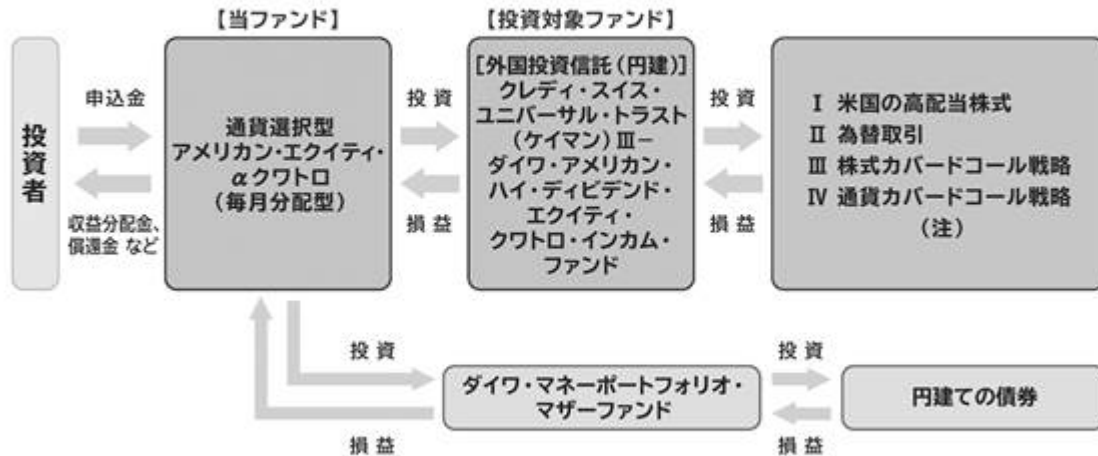 【当ファンド】
【投資対象ファンド】
投資者
申込金
収益分配金、
償還金 など
通貨選択型
アメリカン・エクイティ・
αクワトロ
(毎月分配型)
投資
損益
[外国投資信託(円建)]
クレディ・スイス・
ユニバーサル・トラスト
(ケイマン)Ⅲ−
ダイワ・アメリカン・
ハイ・ディビデンド・
エクイティ・
クワトロ・インカム・
ファンド
投資
損益
Ⅰ 米国の高配当株式
Ⅱ 為替取引
Ⅲ 株式カバードコール戦略
Ⅳ 通貨カバードコール戦略
(注)
投資
損益
ダイワ・マネーポートフォリオ・
マザーファンド
投資
損益
円建ての債券